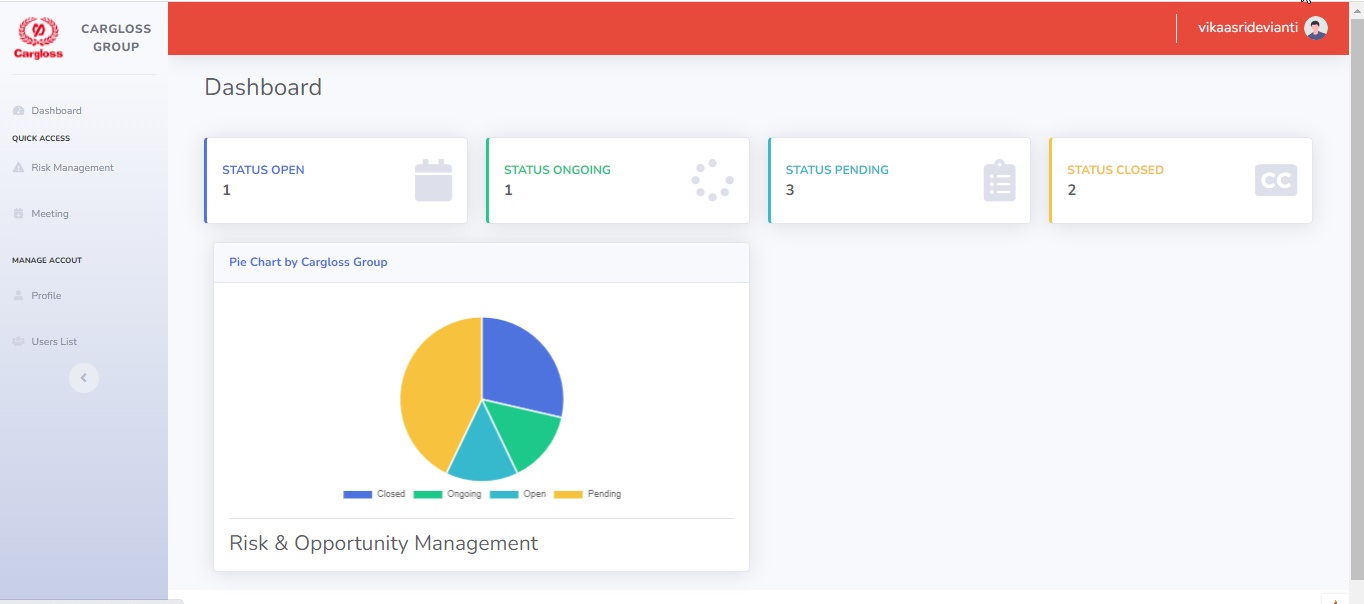 Cargloss
CARGLOSS
GROUP
vikaasridevianti
Dashboard
Dashboard
QUICK ACCESS
Risk Management
Meeting
MANAGE ACCOUT
Profile
Users List
STATUS OPEN
1
STATUS ONGOING
1
STATUS PENDING
3
STATUS CLOSED
2
CC
Pie Chart by Cargloss Group
Closed Ongoing Open Pending
Risk & Opportunity Management